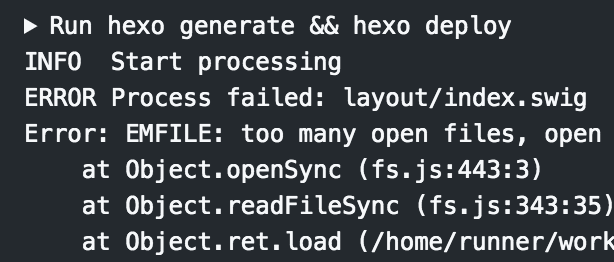 ▶ Run hexo generate && hexo deploy
INFO  Start processing
ERROR Process failed: layout/index.swig
Error: EMFILE: too many open files, open
    at Object.openSync (fs.js:443:3)
    at Object.readFileSync (fs.js:343:35)
    at Object.ret.load (/home/runner/work